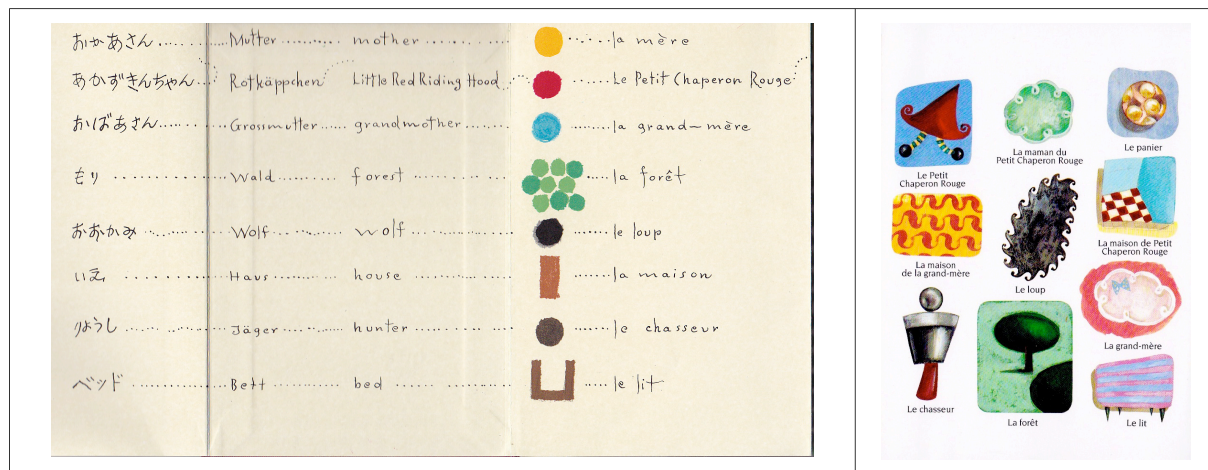 おかあさん Mutter mother la mère
あかずきんちゃん Rotkäppchen Little Red Riding Hood Le Petit Chaperon Rouge
おばあさん Grossmutter grandmother la grand-mère
もり Wald forest la forêt
おおかみ Wolf wolf le loup
いえ Haus house la maison
りょうし Jäger hunter le chasseur
ベッド Bett bed le lit
Le Petit
Chaperon Rouge
La maman du
Petit Chaperon Rouge
Le panier
La maison
de la grand-mère
Le loup
La maison de Petit
Chaperon Rouge
La grand-mère
Le chasseur
La forêt
Le lit